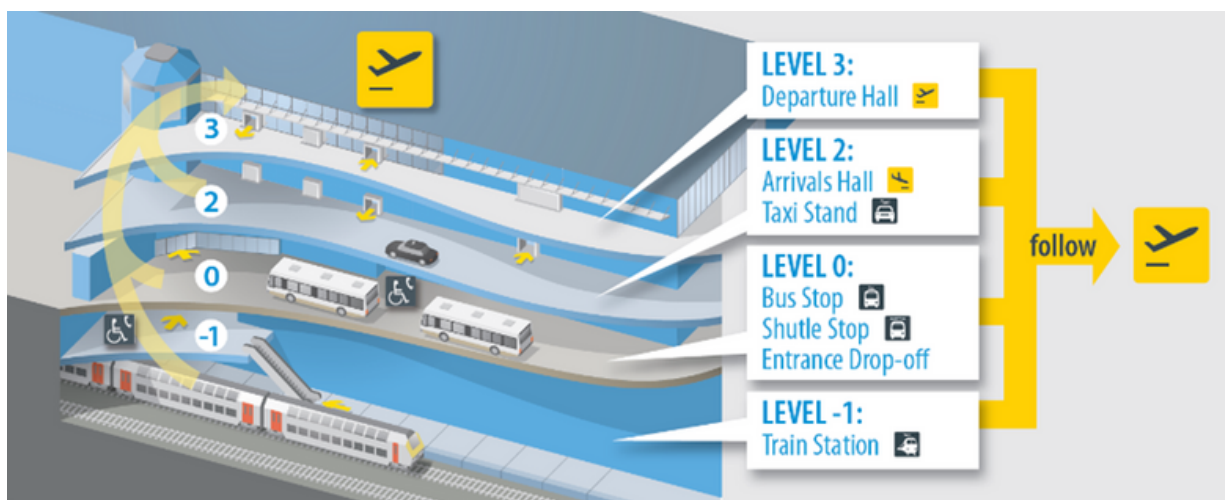 3
2
0
-1
LEVEL 3:
Departure Hall
LEVEL 2:
Arrivals Hall
Taxi Stand
LEVEL 0:
Bus Stop
Shutle Stop
Entrance Drop-off
LEVEL -1:
Train Station
follow